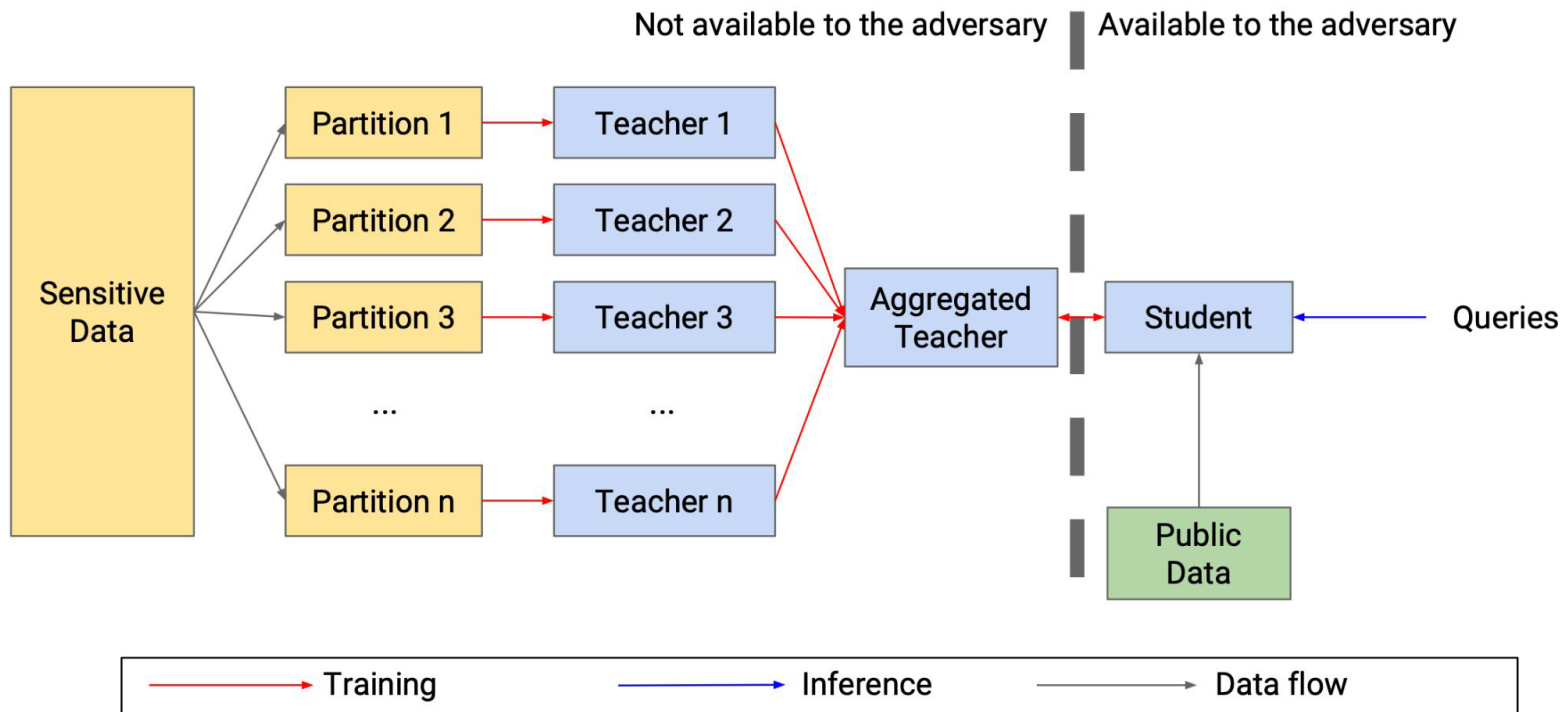 Not available to the adversary
Available to the adversary
Sensitive
Data
Partition 1
Teacher 1
Partition 2
Teacher 2
Partition 3
Teacher 3
...
...
Partition n
Teacher n
Aggregated
Teacher
Student
Queries
Public
Data
Training
Inference
Data flow